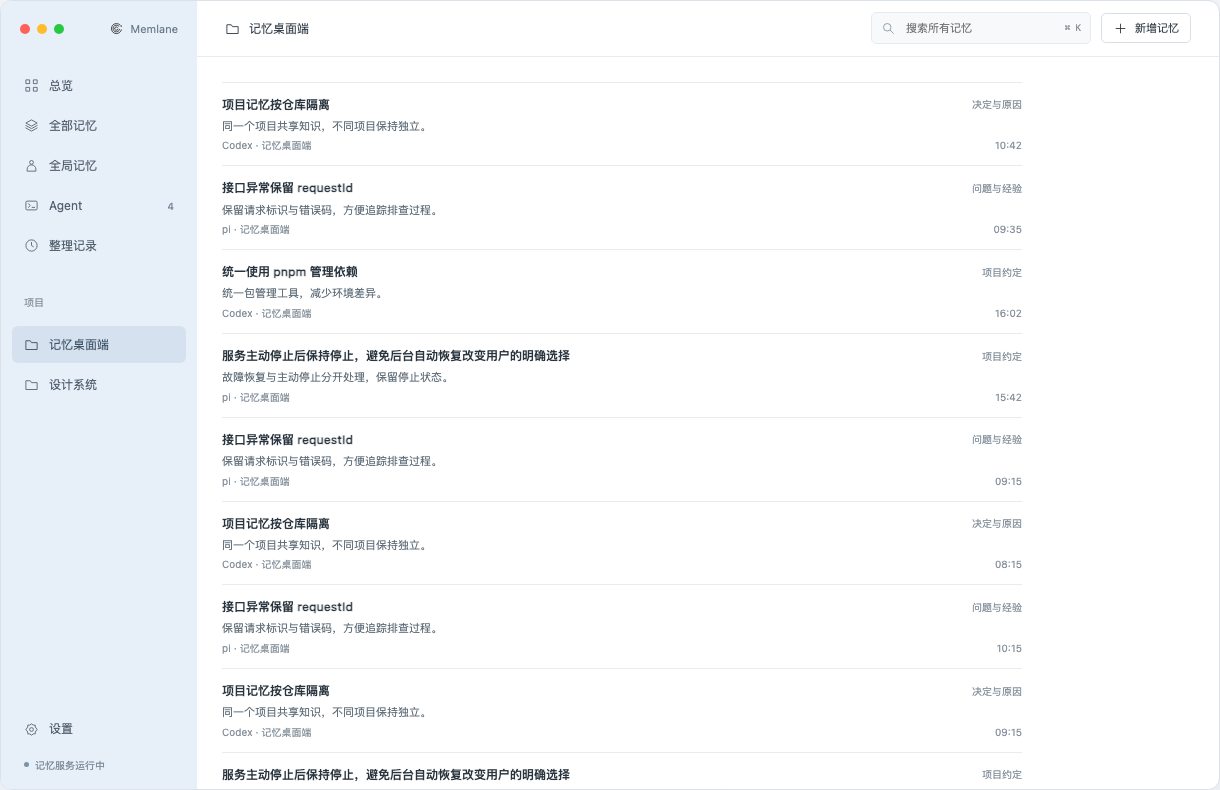 Memlane
记忆桌面端
搜索所有记忆
⌘ K
新增记忆
总览
全部记忆
全局记忆
Agent
4
整理记录
项目
记忆桌面端
设计系统
设置
记忆服务运行中
项目记忆按仓库隔离
决定与原因
同一个项目共享知识，不同项目保持独立。
Codex · 记忆桌面端
10:42
接口异常保留 requestId
问题与经验
保留请求标识与错误码，方便追踪排查过程。
pi · 记忆桌面端
09:35
统一使用 pnpm 管理依赖
项目约定
统一包管理工具，减少环境差异。
Codex · 记忆桌面端
16:02
服务主动停止后保持停止，避免后台自动恢复改变用户的明确选择
项目约定
故障恢复与主动停止分开处理，保留停止状态。
pi · 记忆桌面端
15:42
接口异常保留 requestId
问题与经验
保留请求标识与错误码，方便追踪排查过程。
pi · 记忆桌面端
09:15
项目记忆按仓库隔离
决定与原因
同一个项目共享知识，不同项目保持独立。
Codex · 记忆桌面端
08:15
接口异常保留 requestId
问题与经验
保留请求标识与错误码，方便追踪排查过程。
pi · 记忆桌面端
10:15
项目记忆按仓库隔离
决定与原因
同一个项目共享知识，不同项目保持独立。
Codex · 记忆桌面端
09:15
服务主动停止后保持停止，避免后台自动恢复改变用户的明确选择
项目约定